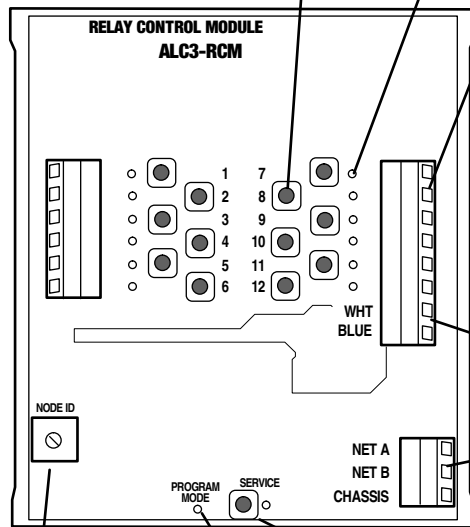 RELAY CONTROL MODULE
ALC3-RCM
1 7
2 8
3 9
4 10
5 11
6 12
WHT
BLUE
NODE ID
NET A
NET B
CHASSIS
PROGRAM
MODE
SERVICE